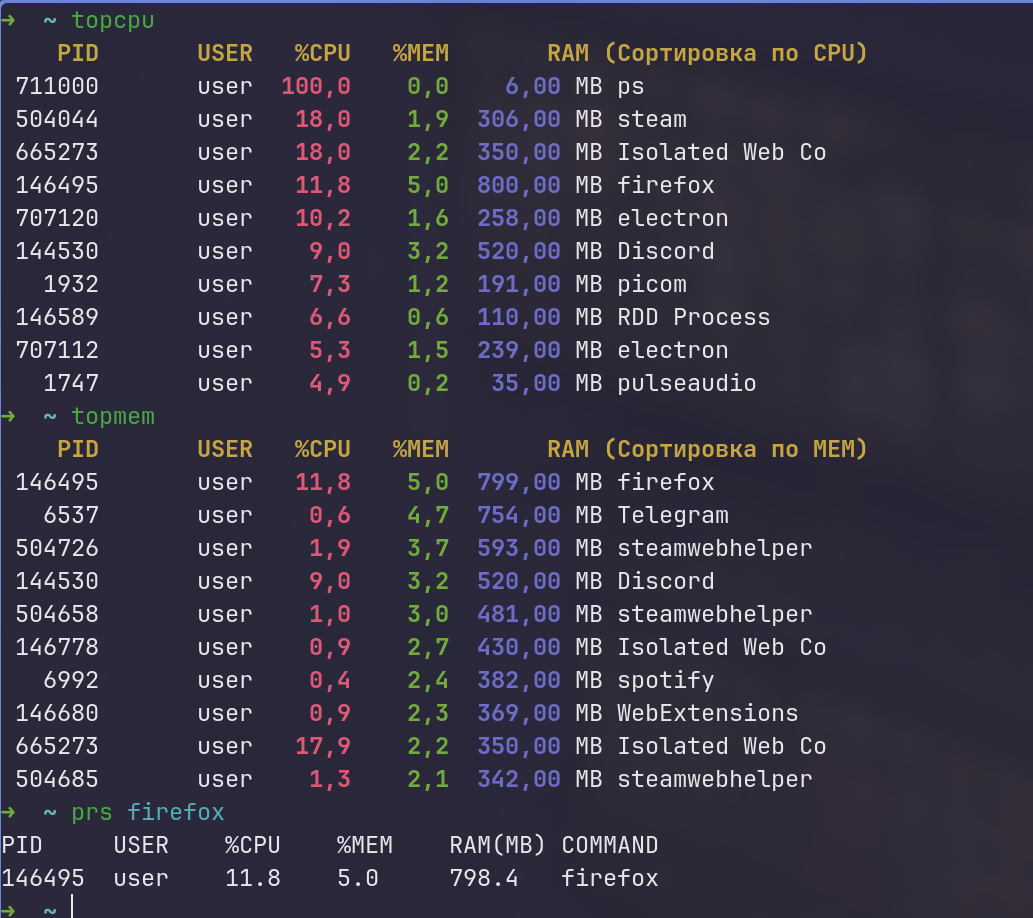 ➜ ~ topcpu
PID USER %CPU %MEM RAM (Сортировка по CPU)
711000 user 100,0 0,0 6,00 MB ps
504044 user 18,0 1,9 306,00 MB steam
665273 user 18,0 2,2 350,00 MB Isolated Web Co
146495 user 11,8 5,0 800,00 MB firefox
707120 user 10,2 1,6 258,00 MB electron
144530 user 9,0 3,2 520,00 MB Discord
1932 user 7,3 1,2 191,00 MB picom
146589 user 6,6 0,6 110,00 MB RDD Process
707112 user 5,3 1,5 239,00 MB electron
1747 user 4,9 0,2 35,00 MB pulseaudio
➜ ~ topmem
PID USER %CPU %MEM RAM (Сортировка по MEM)
146495 user 11,8 5,0 799,00 MB firefox
6537 user 0,6 4,7 754,00 MB Telegram
504726 user 1,9 3,7 593,00 MB steamwebhelper
144530 user 9,0 3,2 520,00 MB Discord
504658 user 1,0 3,0 481,00 MB steamwebhelper
146778 user 0,9 2,7 430,00 MB Isolated Web Co
6992 user 0,4 2,4 382,00 MB spotify
146680 user 0,9 2,3 369,00 MB WebExtensions
665273 user 17,9 2,2 350,00 MB Isolated Web Co
504685 user 1,3 2,1 342,00 MB steamwebhelper
➜ ~ prs firefox
PID USER %CPU %MEM RAM(MB) COMMAND
146495 user 11.8 5.0 798.4 firefox
➜ ~